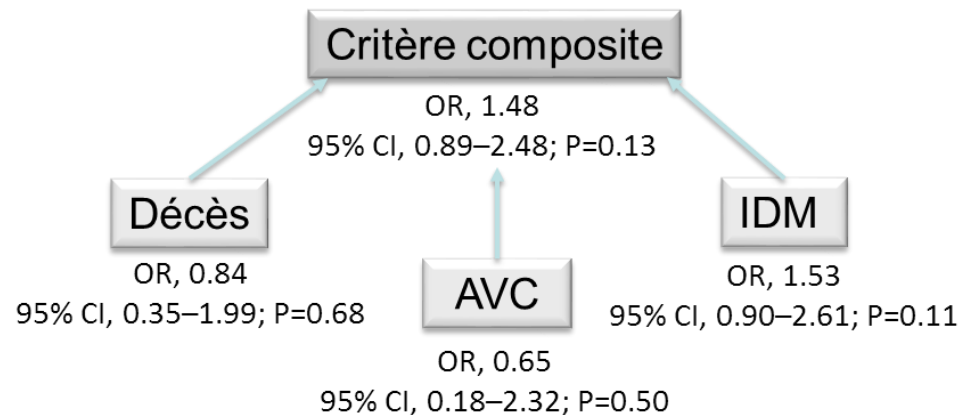 Critère composite
OR, 1.48
95% CI, 0.89–2.48; P=0.13
Décès
OR, 0.84
95% CI, 0.35–1.99; P=0.68
AVC
OR, 0.65
95% CI, 0.18–2.32; P=0.50
IDM
OR, 1.53
95% CI, 0.90–2.61; P=0.11